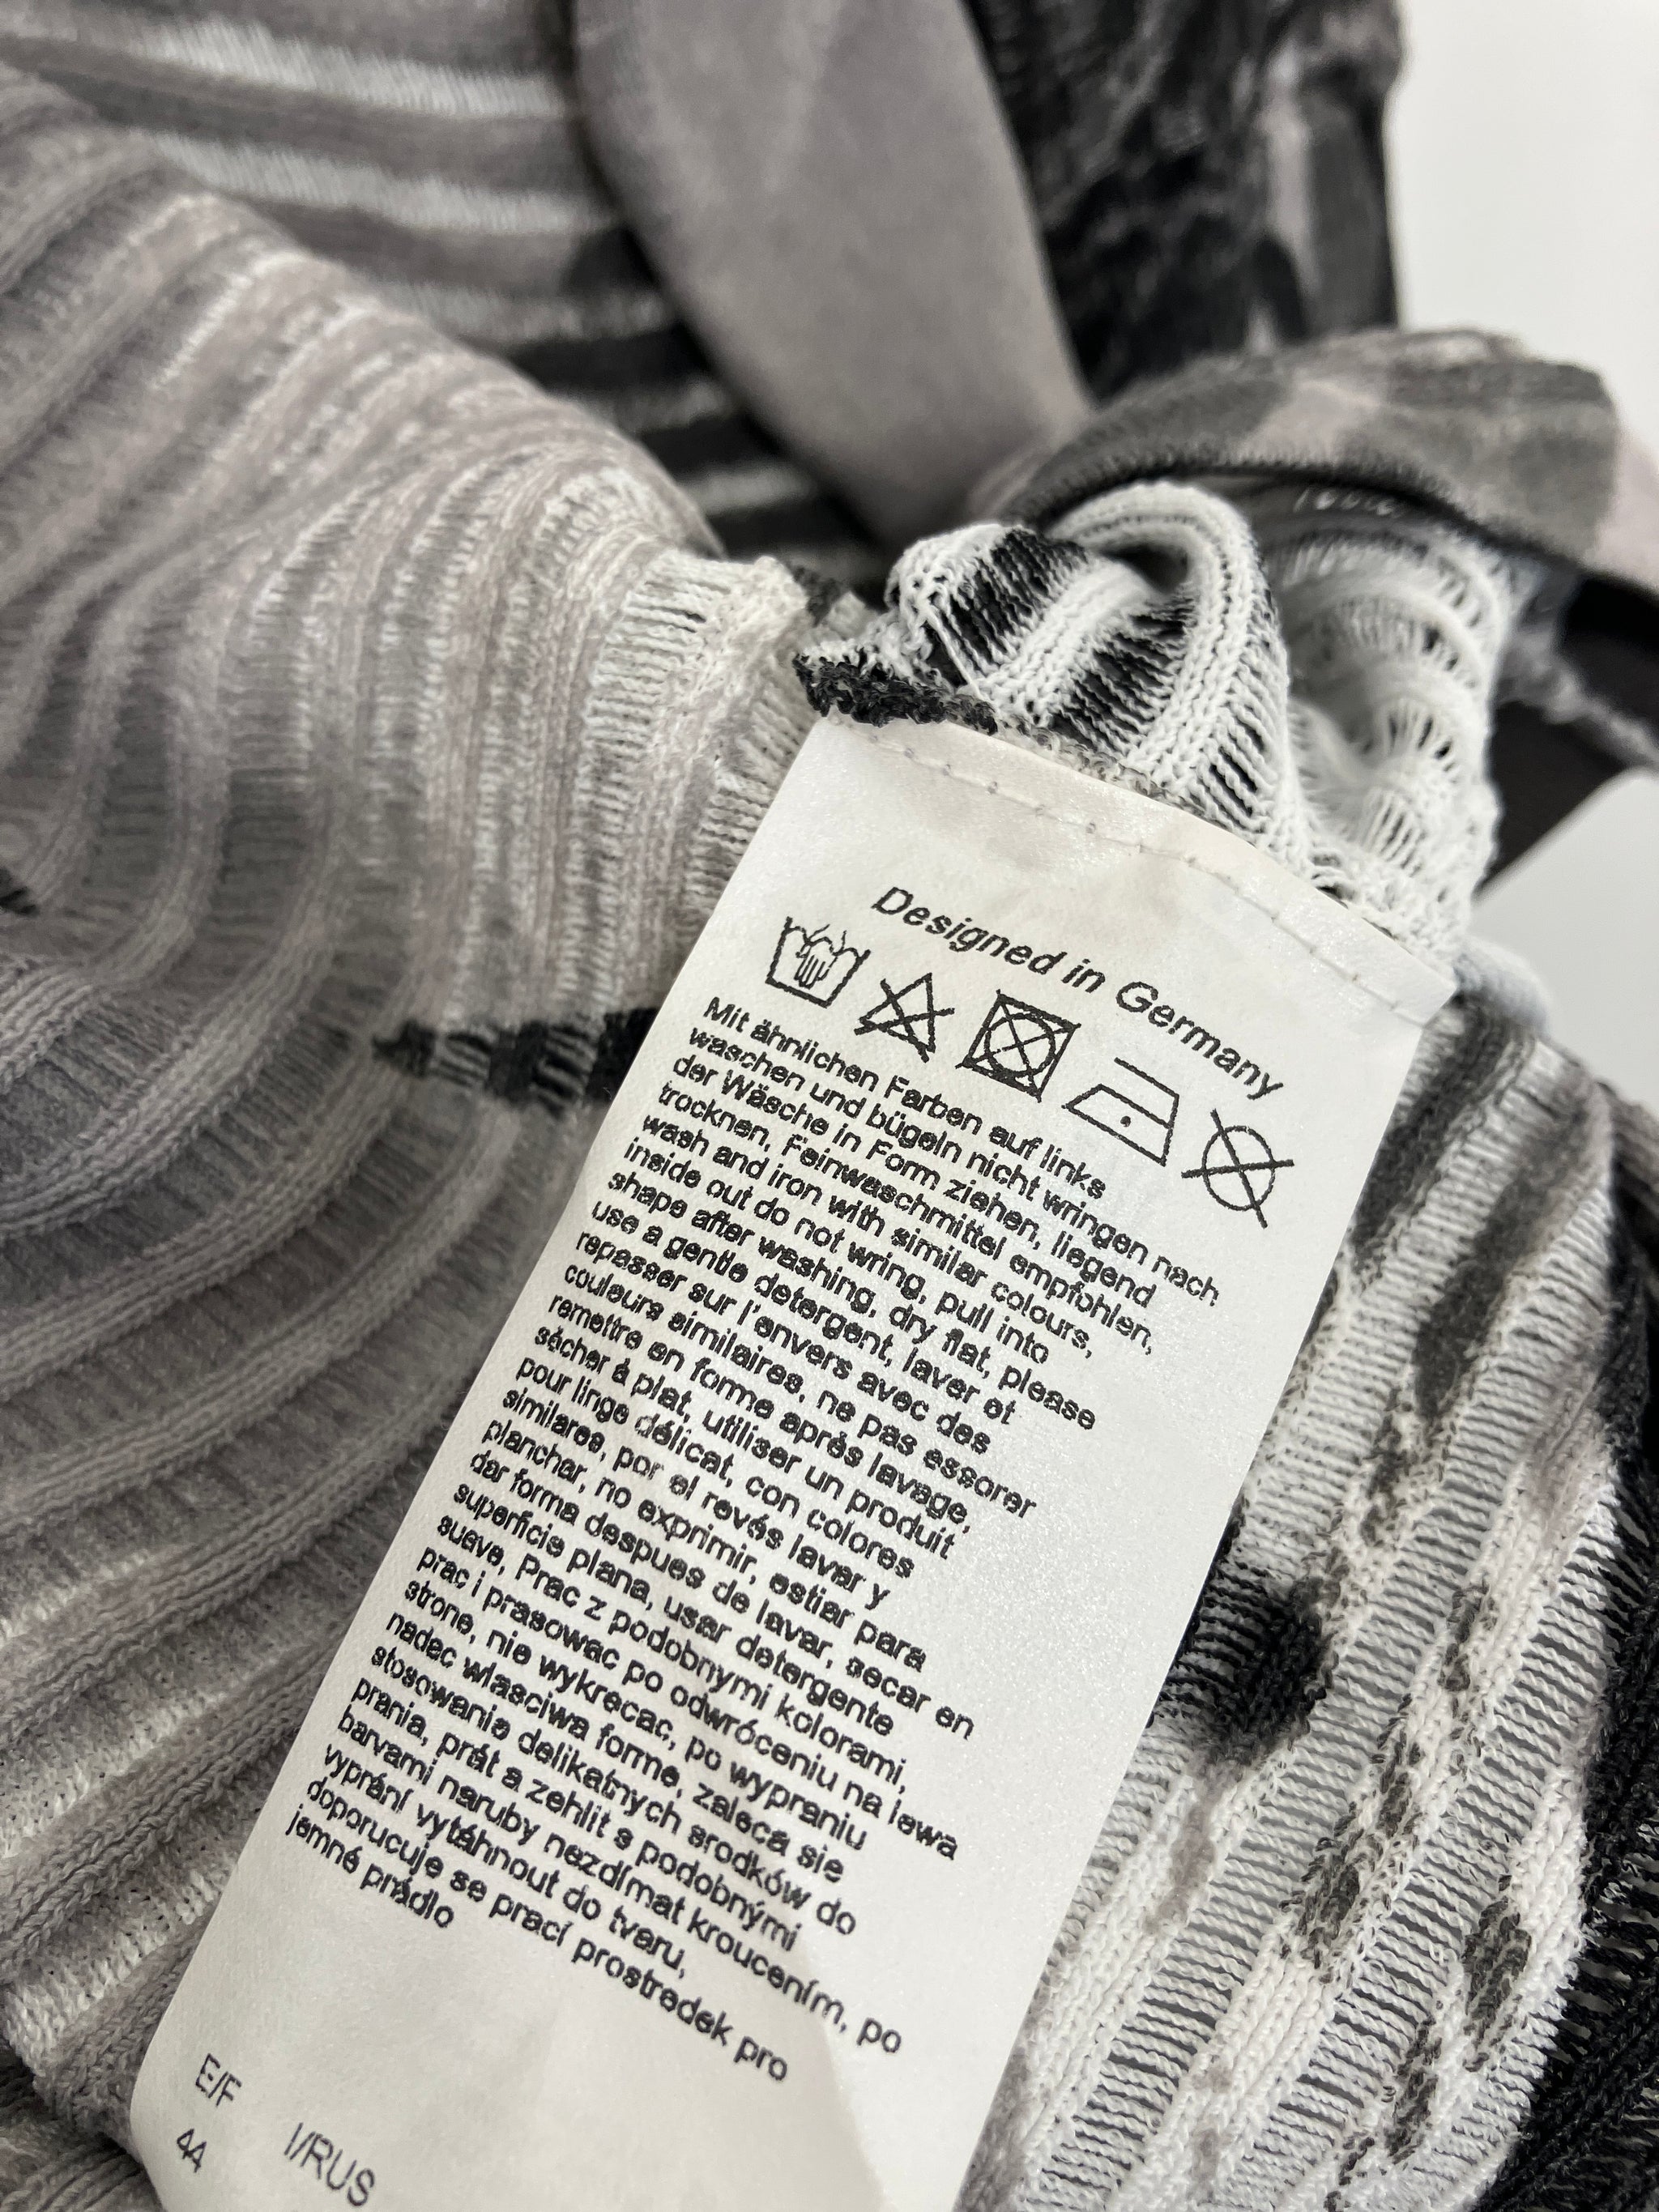 Designed in Germany
Mit ähnlichen Farben auf links
waschen und bügeln nicht wringen nach
der Wäsche in Form ziehen, liegend
trocknen, Feinwaschmittel empfohlen,
wash and iron with similar colours,
inside out do not wring, pull into
shape after washing, dry flat, please
use a gentle detergent, laver et
repasser sur l'envers avec des
couleurs similaires, ne pas essorer
remettre en forme après lavage,
sécher à plat, utiliser un produit
pour linge délicat, con colores
similares, por el revés lavar y
planchar, no exprimir, estiar para
dar forma despues de lavar, secar en
superficie plana, usar detergente
sueve, Prac z podobnymi kolorami,
prac i prasowac po odwróceniu na lewa
strone, nie wykrecac, po wypraniu
nadec wlasciwa forme, zaleca sie
stosowanie delikatnych srodków do
prania, prát a zehlit s podobnými
barvami naruby nezdímat kroucením, po
vyprání vytáhnout do tvaru,
doporucuje se prací prostredek pro
jemné prádlo
E/F I/RUS
44